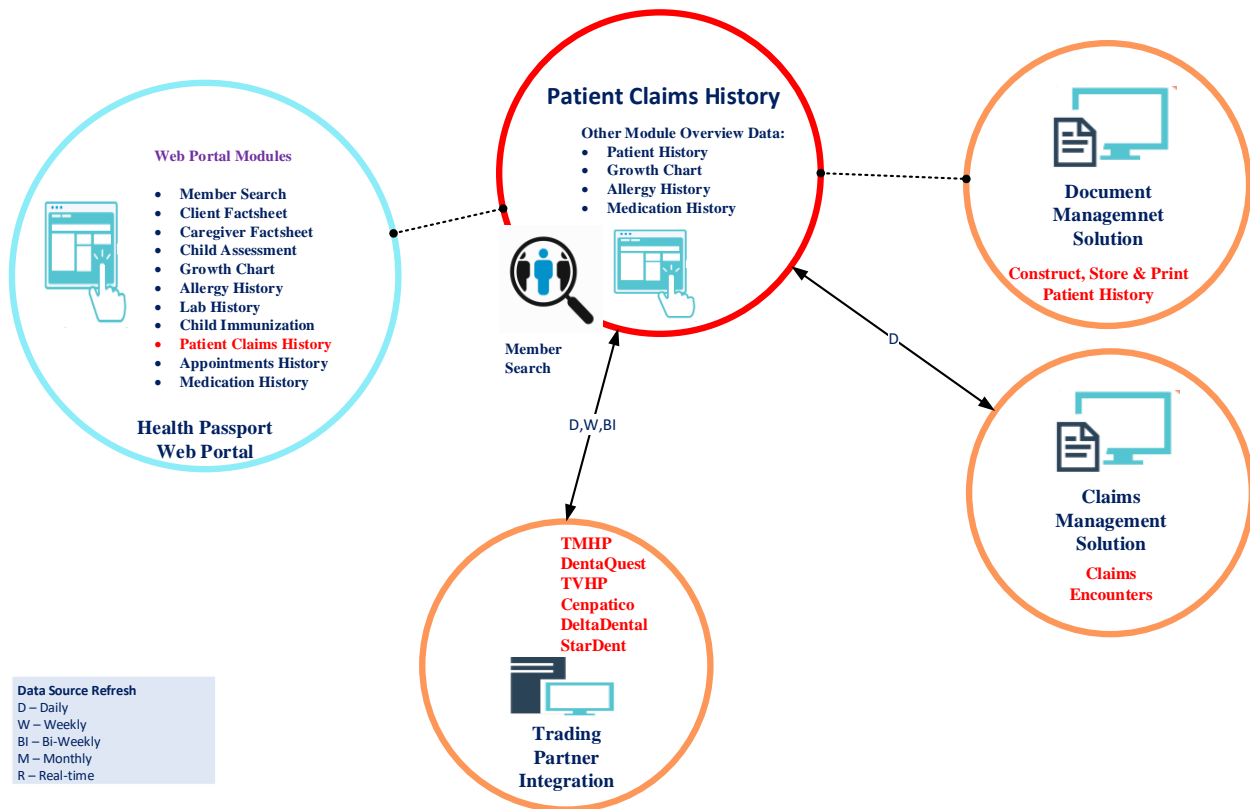 Web Portal Modules
• Member Search
• Client Factsheet
• Caregiver Factsheet
• Child Assessment
• Growth Chart
• Allergy History
• Lab History
• Child Immunization
• Patient Claims History
• Appointments History
• Medication History
Health Passport
Web Portal
Patient Claims History
Other Module Overview Data:
• Patient History
• Growth Chart
• Allergy History
• Medication History
Member
Search
Document
Managemnet
Solution
Construct, Store & Print
Patient History
D
Claims
Management
Solution
Claims
Encounters
D,W,BI
TMHP
DentaQuest
TVHP
Cenpatico
DeltaDental
StarDent
Trading
Partner
Integration
Data Source Refresh
D – Daily
W – Weekly
BI – Bi-Weekly
M – Monthly
R – Real-time